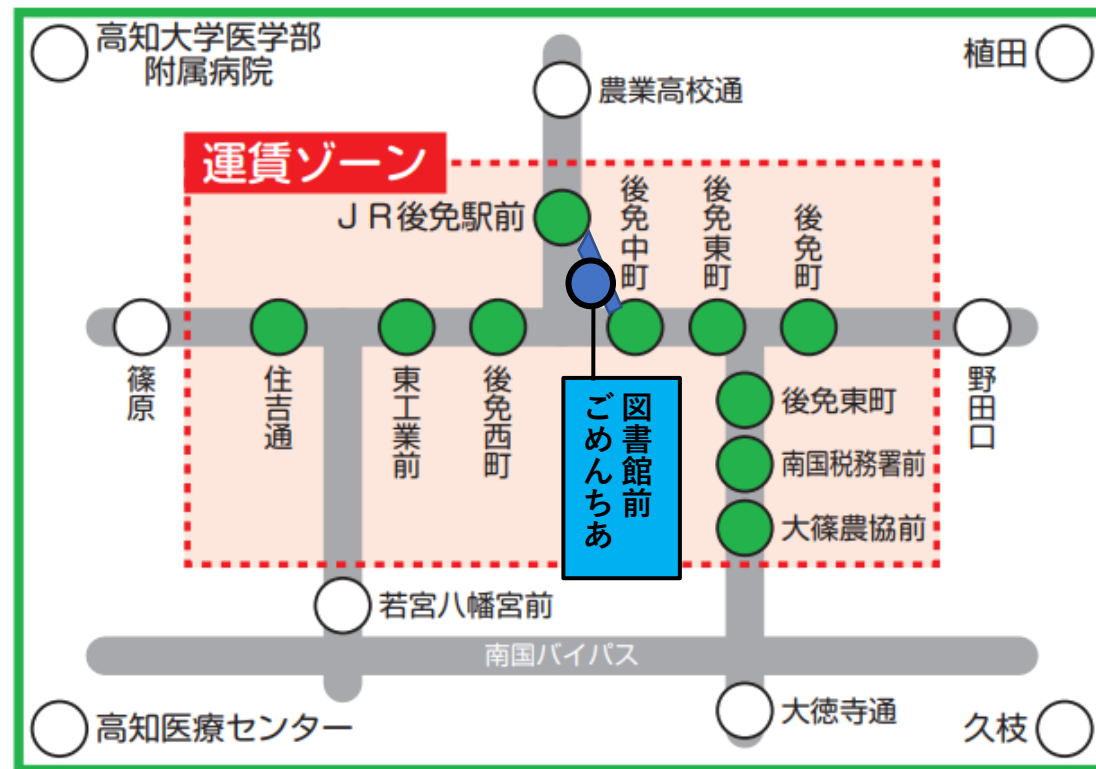 高知大学医学部
附属病院
植田
農業高校通
運賃ゾーン
ＪＲ後免駅前
後免中町
後免東町
後免町
篠原
住吉通
東工業前
後免西町
図書館前
ごめんちあ
後免東町
南国税務署前
大篠農協前
野田口
若宮八幡宮前
南国バイパス
高知医療センター
大徳寺通
久枝